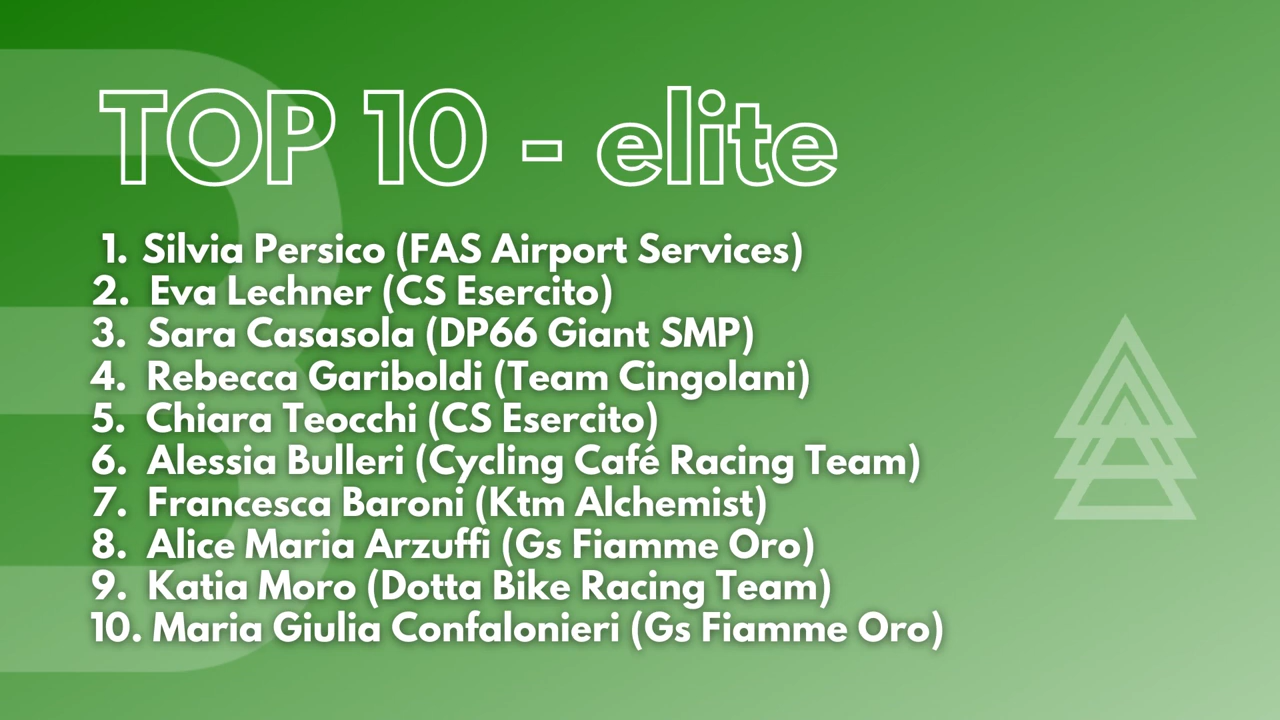 TOP 10 - elite
1. Silvia Persico (FAS Airport Services)
2. Eva Lechner (CS Esercito)
3. Sara Casasola (DP66 Giant SMP)
4. Rebecca Gariboldi (Team Cingolani)
5. Chiara Teocchi (CS Esercito)
6. Alessia Bulleri (Cycling Café Racing Team)
7. Francesca Baroni (Ktm Alchemist)
8. Alice Maria Arzuffi (Gs Fiamme Oro)
9. Katia Moro (Dotta Bike Racing Team)
10. Maria Giulia Confalonieri (Gs Fiamme Oro)